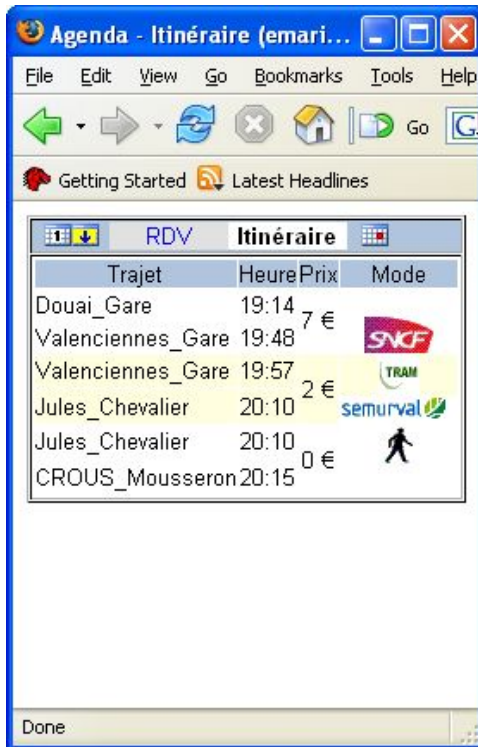 Agenda - Itinéraire (emari...
File Edit View Go Bookmarks Tools Help
Go G
Getting Started Latest Headlines
1 RDV Itinéraire
Trajet Heure Prix Mode
Douai_Gare 19:14
7 €
Valenciennes_Gare 19:48 SNCF
Valenciennes_Gare 19:57 TRAM
2 €
Jules_Chevalier 20:10 semurval
Jules_Chevalier 20:10
0 €
CROUS_Mousseron 20:15
Done